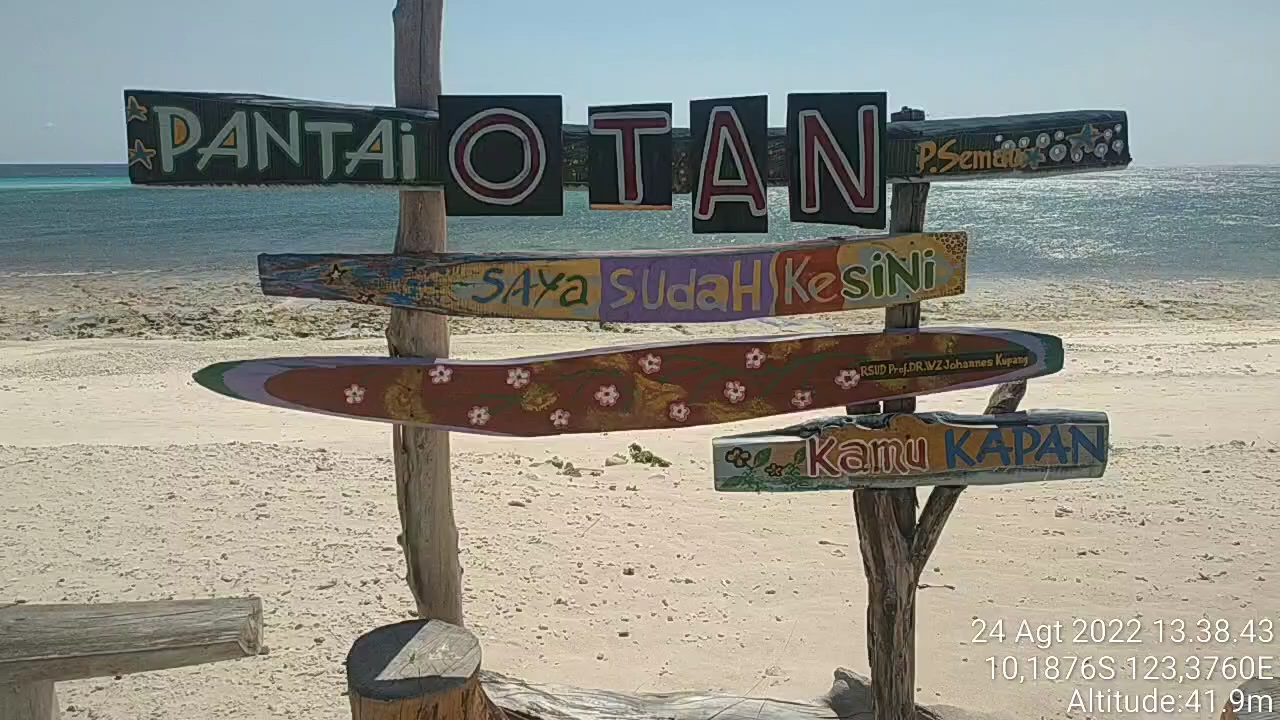 PANTAi OTAN P.Semau
SAYa SUdaH KesiNi
RSUD Prof.DR.WZ Johannes Kupang
Kamu KAPAN
24 Agt 2022 13.38.43
10,1876S 123,3760E
Altitude:41.9m